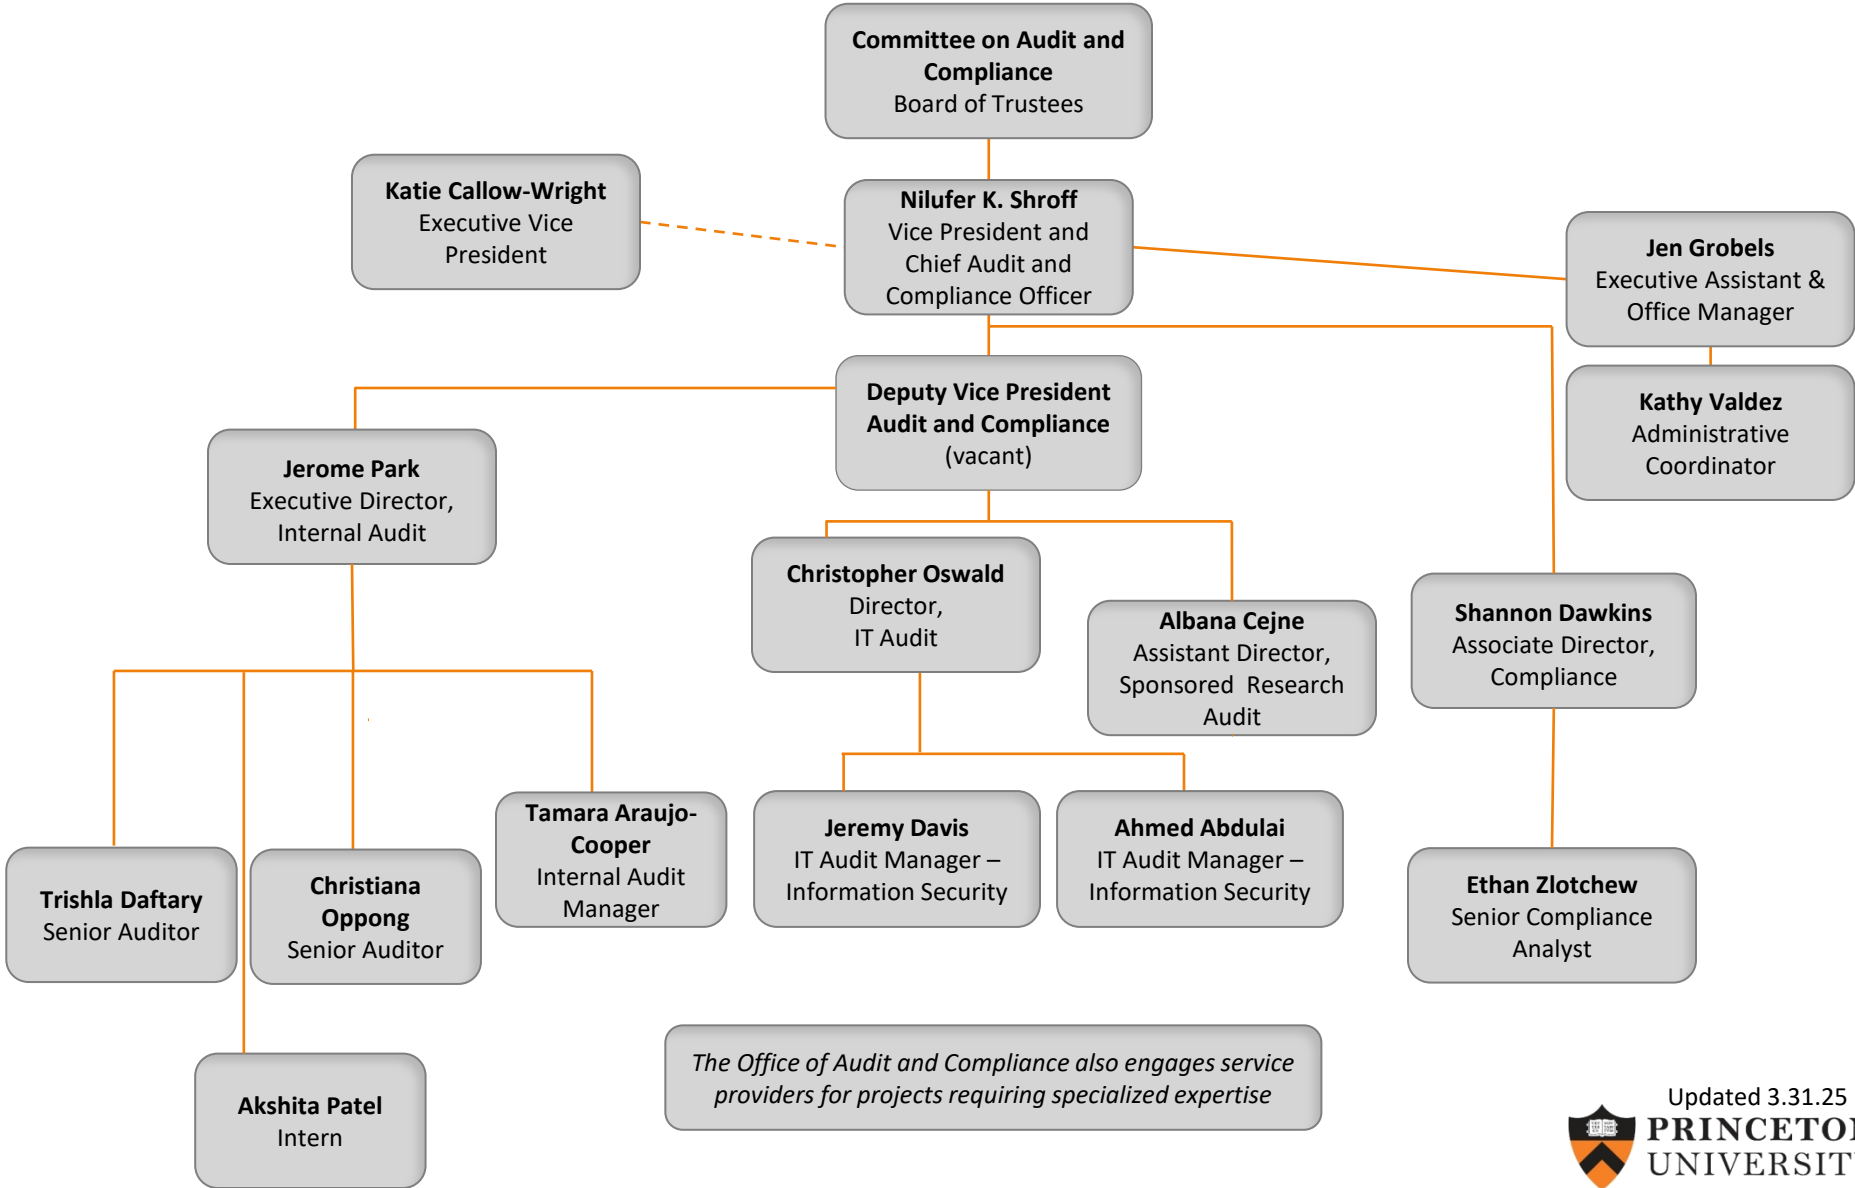 Committee on Audit and
Compliance
Board of Trustees
Katie Callow-Wright
Executive Vice
President
Nilufer K. Shroff
Vice President and
Chief Audit and
Compliance Officer
Jen Grobels
Executive Assistant &
Office Manager
Deputy Vice President
Audit and Compliance
(vacant)
Kathy Valdez
Administrative
Coordinator
Jerome Park
Executive Director,
Internal Audit
Christopher Oswald
Director,
IT Audit
Albana Cejne
Assistant Director,
Sponsored  Research
Audit
Shannon Dawkins
Associate Director,
Compliance
Trishla Daftary
Senior Auditor
Christiana
Oppong
Senior Auditor
Tamara Araujo-
Cooper
Internal Audit
Manager
Jeremy Davis
IT Audit Manager –
Information Security
Ahmed Abdulai
IT Audit Manager –
Information Security
Ethan Zlotchew
Senior Compliance
Analyst
Akshita Patel
Intern
The Office of Audit and Compliance also engages service
providers for projects requiring specialized expertise
Updated 3.31.25
PRINCETON
UNIVERSIT